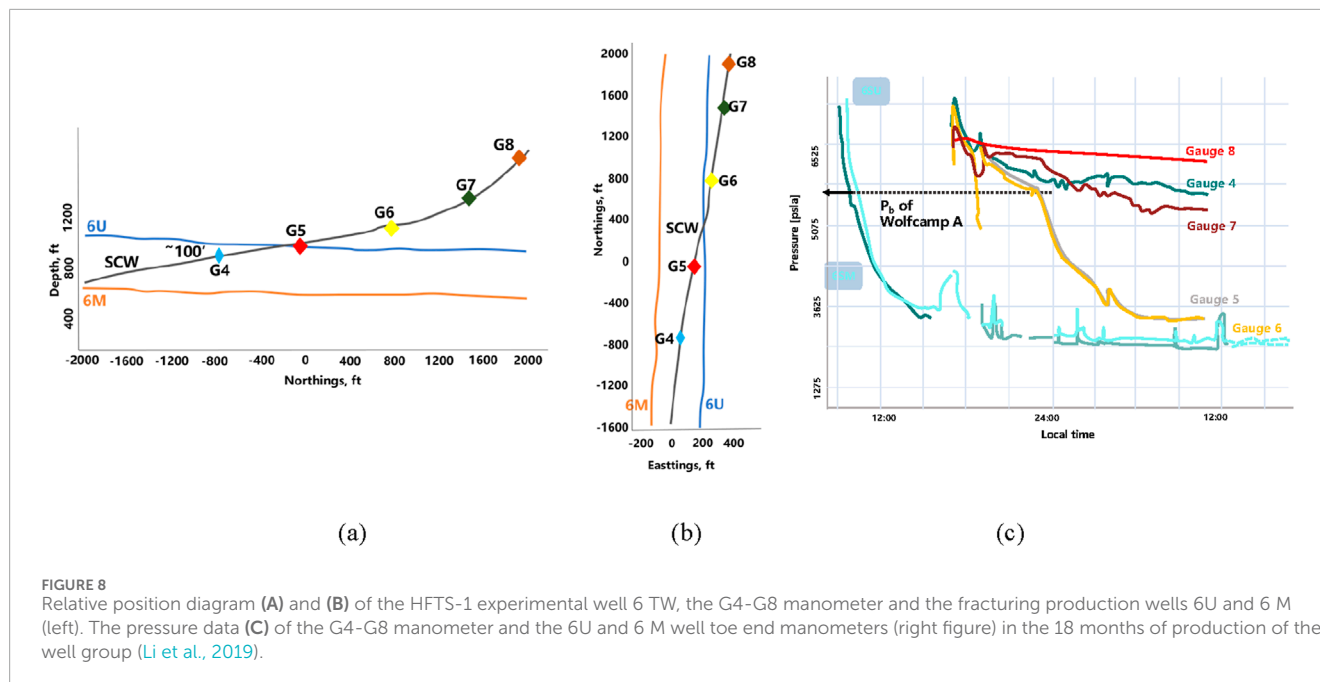 G8
G7
G6
G5
6U
~100'
SCW
G4
6M
Depth, ft
1200
800
400
-2000 -1600 -1200 -800 -400 0 400 800 1200 1600 2000
Northings, ft
(a)
2000
1600
1200
800
400
0
-400
-800
-1200
-1600
Northings, ft
G8
G7
G6
SCW
G5
G4
6M
6U
-200 0 200 400
Easttings, ft
(b)
Pressure [psia]
6525
5075
3625
1275
Gauge 8
Gauge 4
Pb of
Wolfcamp A
Gauge 7
Gauge 5
Gauge 6
12:00 24:00 12:00
Local time
(c)
FIGURE 8
Relative position diagram (A) and (B) of the HFTS-1 experimental well 6 TW, the G4-G8 manometer and the fracturing production wells 6U and 6 M
(left). The pressure data (C) of the G4-G8 manometer and the 6U and 6 M well toe end manometers (right figure) in the 18 months of production of the
well group (Li et al., 2019).